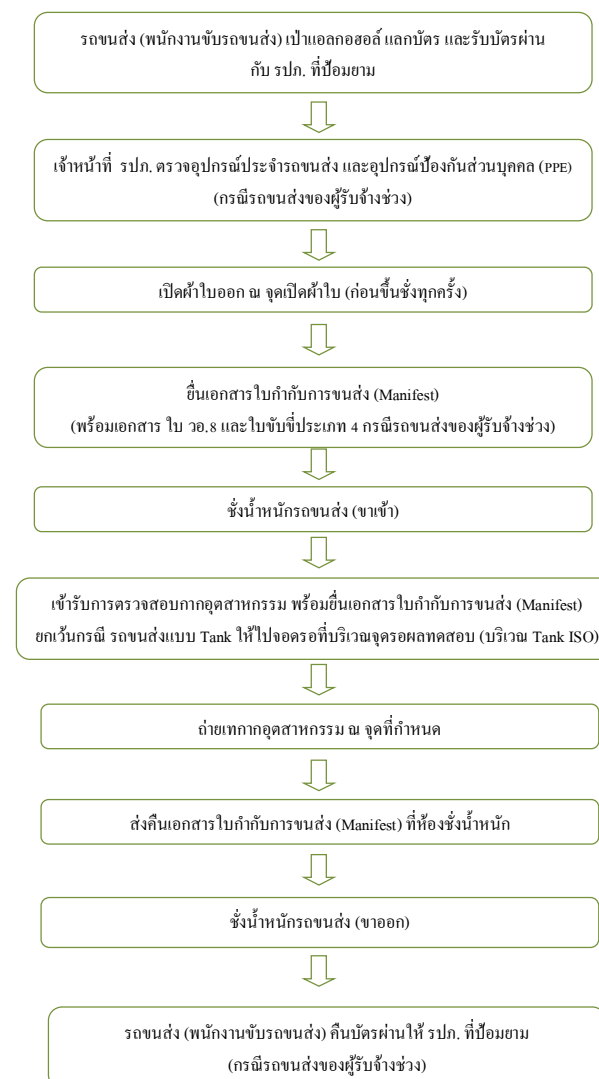 รถขนส่ง (พนักงานขับรถขนส่ง) เป่าแอลกอฮอล์ แลกบัตร และรับบัตรผ่าน
กับ รปภ. ที่ป้อมยาม
เจ้าหน้าที่ รปภ. ตรวจอุปกรณ์ประจำรถขนส่ง และอุปกรณ์ป้องกันส่วนบุคคล (PPE)
(กรณีรถขนส่งของผู้รับจ้างช่วง)
เปิดผ้าใบออก ณ จุดเปิดผ้าใบ (ก่อนขึ้นชั่งทุกครั้ง)
ยื่นเอกสารใบกำกับการขนส่ง (Manifest)
(พร้อมเอกสาร ใบ วอ.8 และใบขับขี่ประเภท 4 กรณีรถขนส่งของผู้รับจ้างช่วง)
ชั่งน้ำหนักรถขนส่ง (ขาเข้า)
เข้ารับการตรวจสอบกากอุตสาหกรรม พร้อมยื่นเอกสารใบกำกับการขนส่ง (Manifest)
ยกเว้นกรณี รถขนส่งแบบ Tank ให้ไปจอดรอที่บริเวณจุดรอผลทดสอบ (บริเวณ Tank ISO)
ถ่ายเทกากอุตสาหกรรม ณ จุดที่กำหนด
ส่งคืนเอกสารใบกำกับการขนส่ง (Manifest) ที่ห้องชั่งน้ำหนัก
ชั่งน้ำหนักรถขนส่ง (ขาออก)
รถขนส่ง (พนักงานขับรถขนส่ง) คืนบัตรผ่านให้ รปภ. ที่ป้อมยาม
(กรณีรถขนส่งของผู้รับจ้างช่วง)